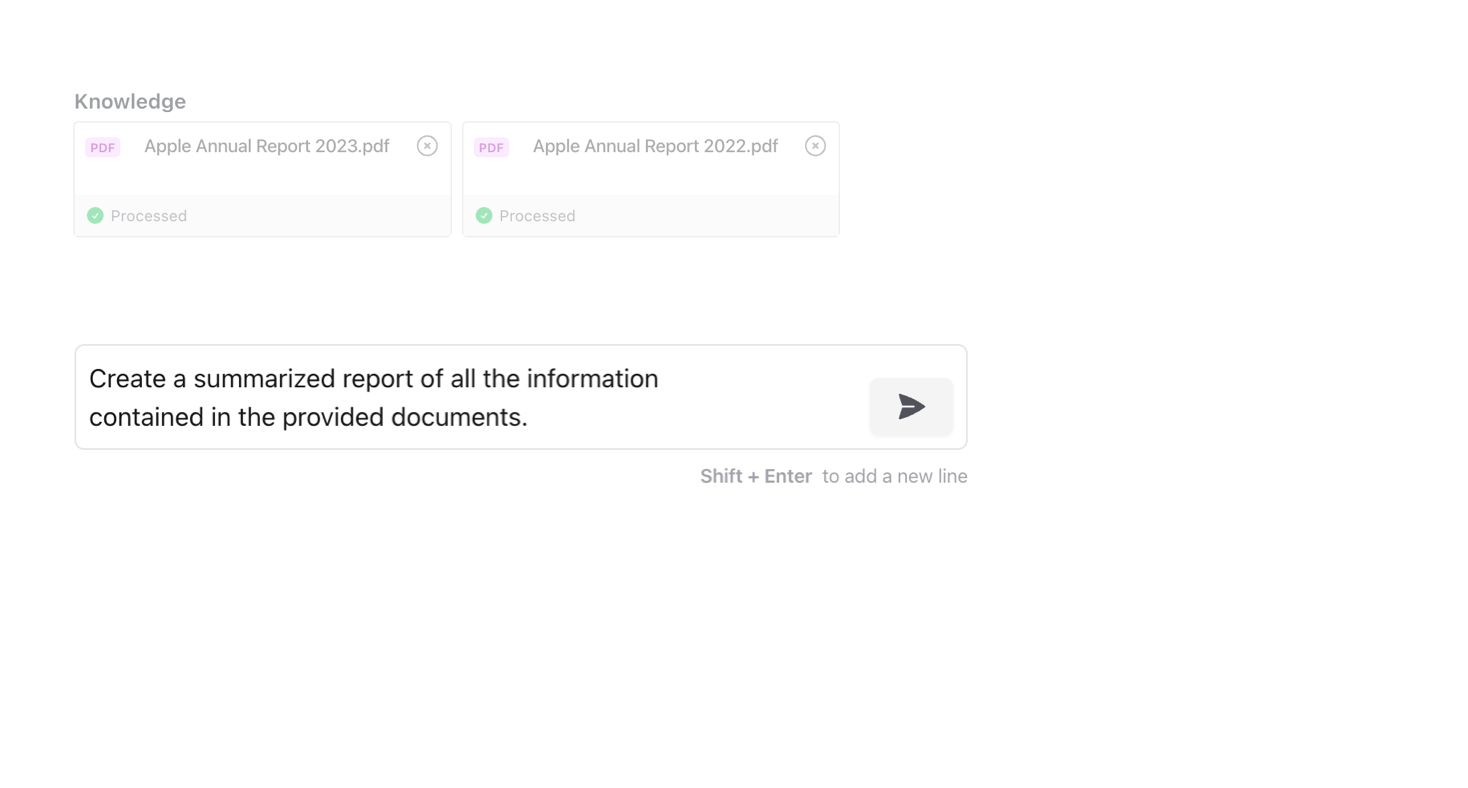 Knowledge
PDF Apple Annual Report 2023.pdf
Processed
PDF Apple Annual Report 2022.pdf
Processed
Create a summarized report of all the information
contained in the provided documents.
Shift + Enter to add a new line